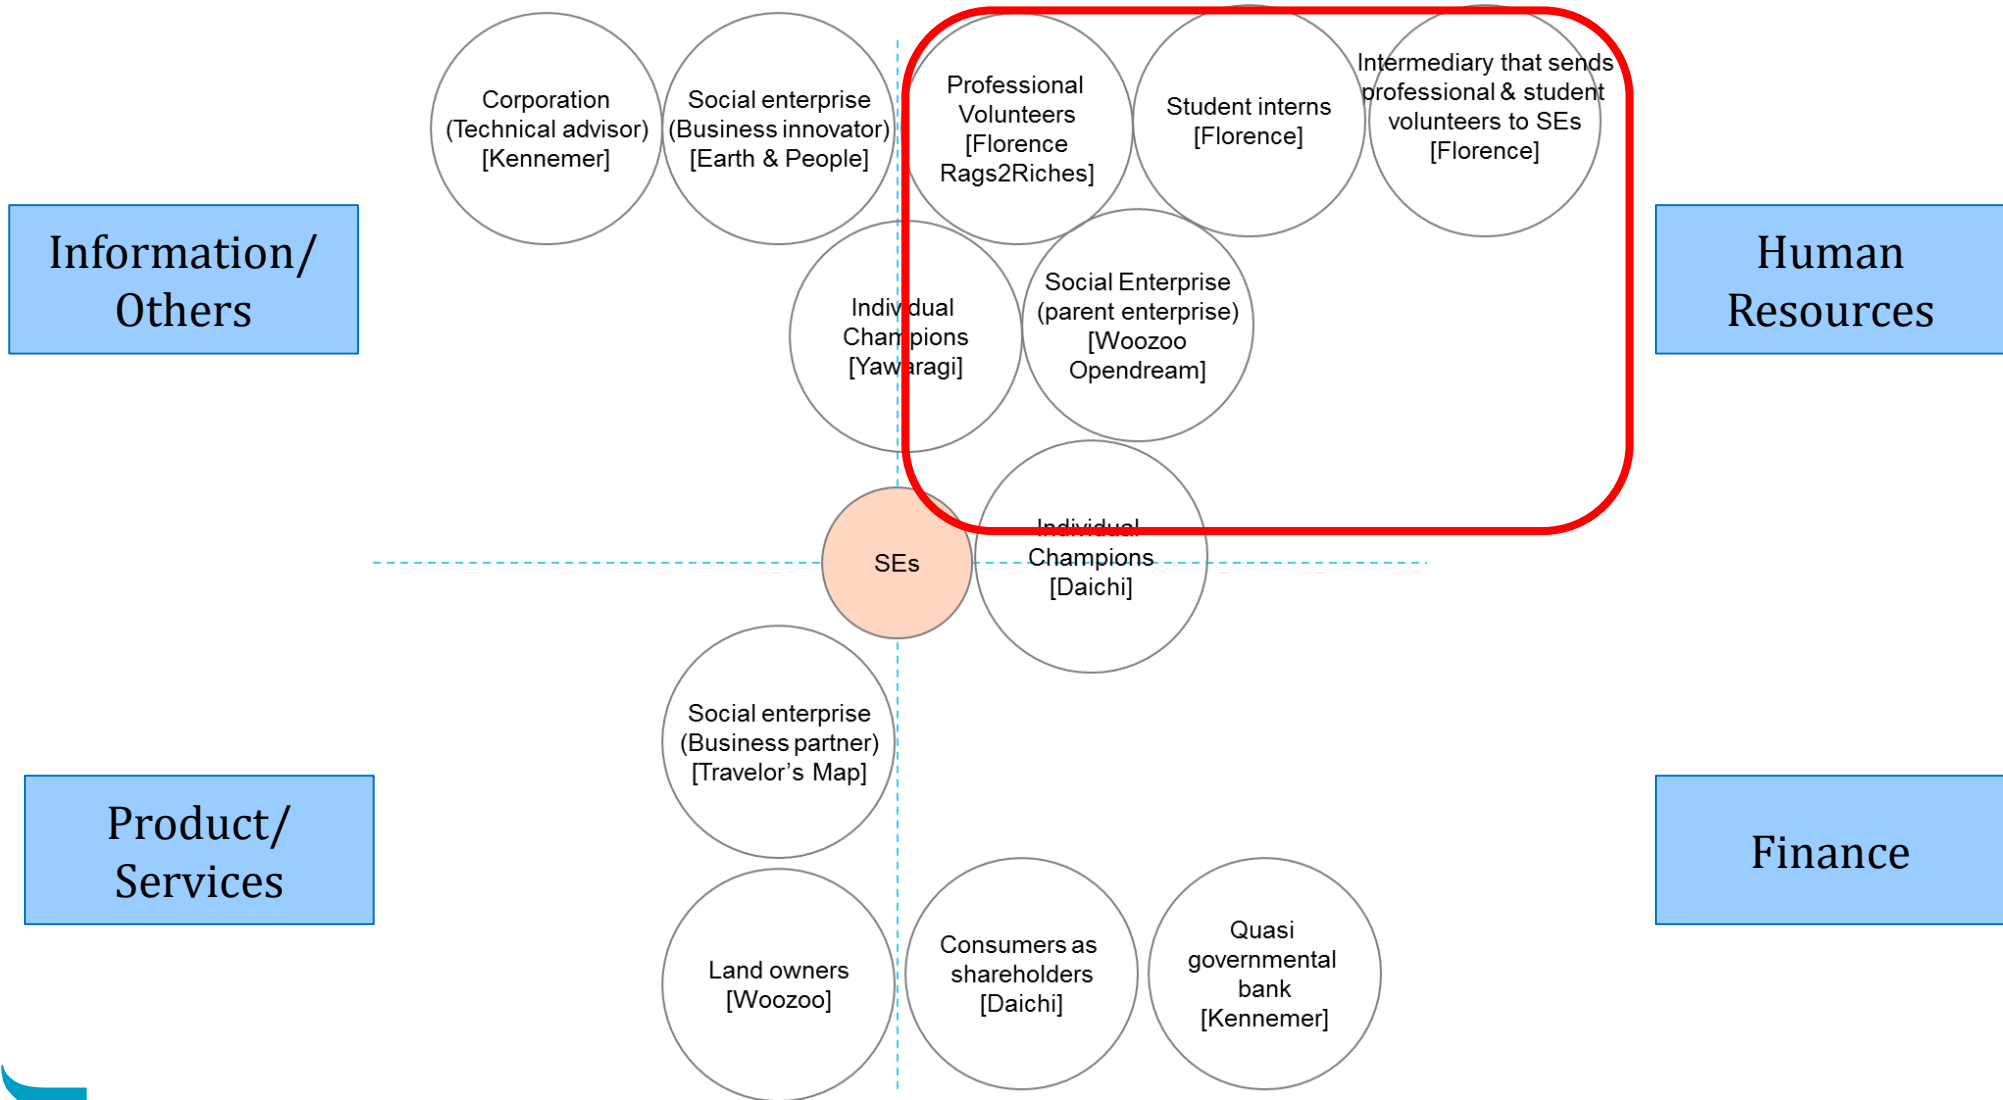 Corporation
(Technical advisor)
[Kennemer]
Social enterprise
(Business innovator)
[Earth & People]
Professional
Volunteers
[Florence
Rags2Riches]
Student interns
[Florence]
Intermediary that sends
professional & student
volunteers to SEs
[Florence]
Information/
Others
Individual
Champions
[Yawaragi]
Social Enterprise
(parent enterprise)
[Woozoo
Opendream]
Human
Resources
SEs
Individual
Champions
[Daichi]
Social enterprise
(Business partner)
[Travelor's Map]
Product/
Services
Finance
Land owners
[Woozoo]
Consumers as
shareholders
[Daichi]
Quasi
governmental
bank
[Kennemer]